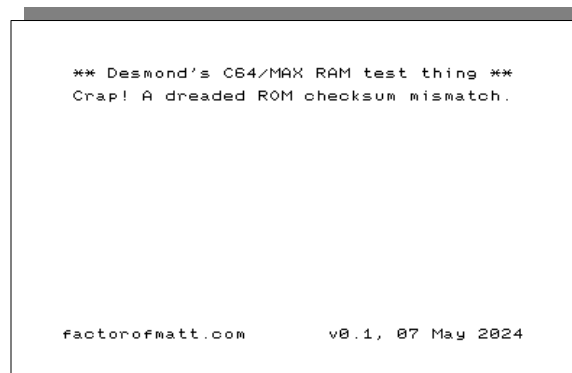 ** Desmond's C64/MAX RAM test thing **
Crap! A dreaded ROM checksum mismatch.
factorofmatt.com v0.1, 07 May 2024